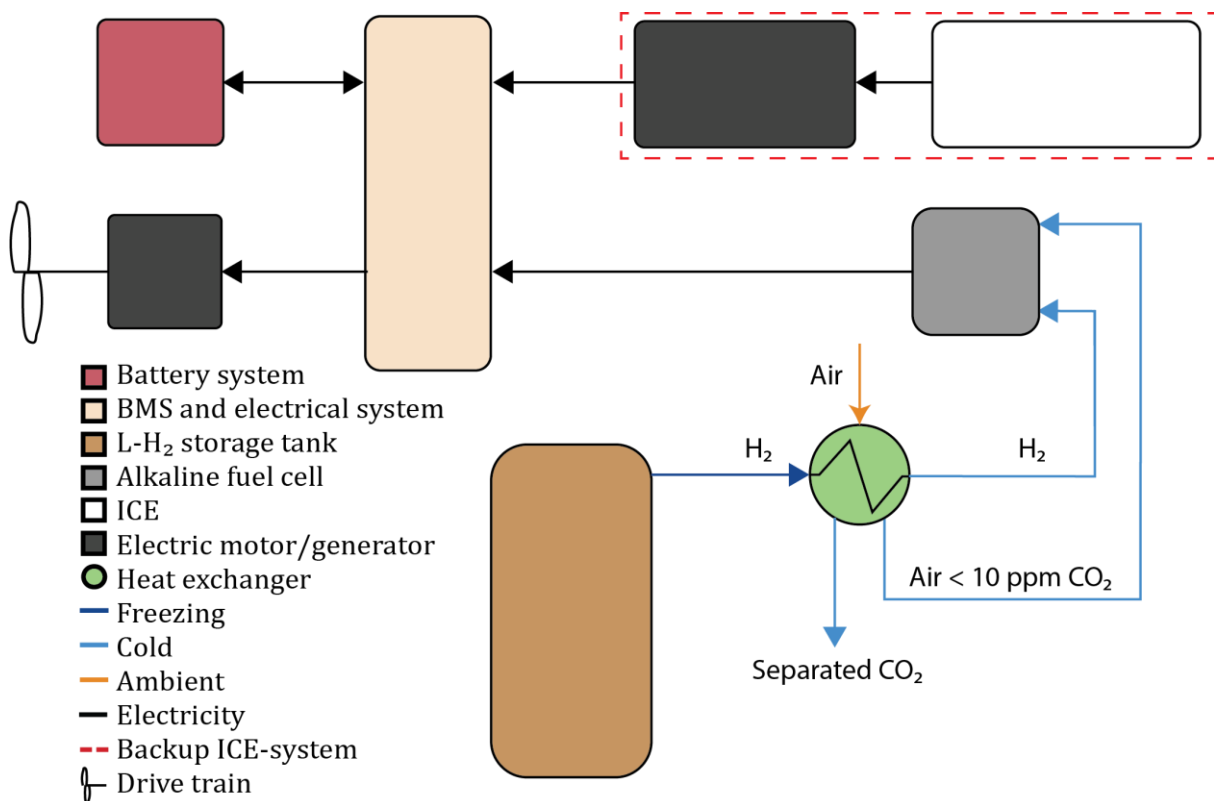 Battery system
BMS and electrical system
L-H₂ storage tank
Alkaline fuel cell
ICE
Electric motor/generator
Heat exchanger
Freezing
Cold
Ambient
Electricity
Backup ICE-system
Drive train
Air
H₂
H₂
Air < 10 ppm CO₂
Separated CO₂